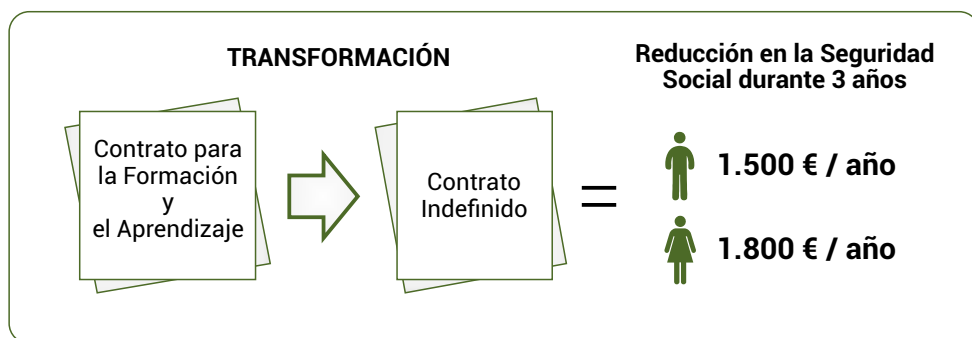 TRANSFORMACIÓN
Contrato para
la Formación
y
el Aprendizaje
Contrato
Indefinido
=
Reducción en la Seguridad
Social durante 3 años
1.500 € / año
1.800 € / año